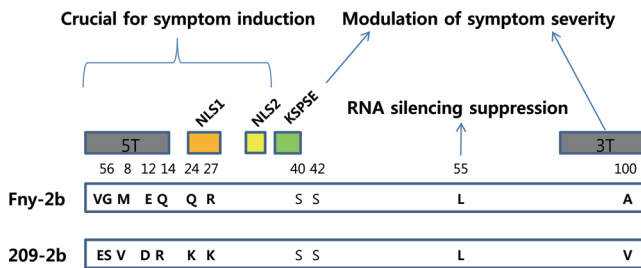 Crucial for symptom induction
Modulation of symptom severity
NLS1
NLS2
KSPSE
RNA silencing suppression
5T
3T
56 8 12 14 24 27 40 42 55 100
Fny-2b VG M E Q Q R S S L A
209-2b ES V D R K K S S L V